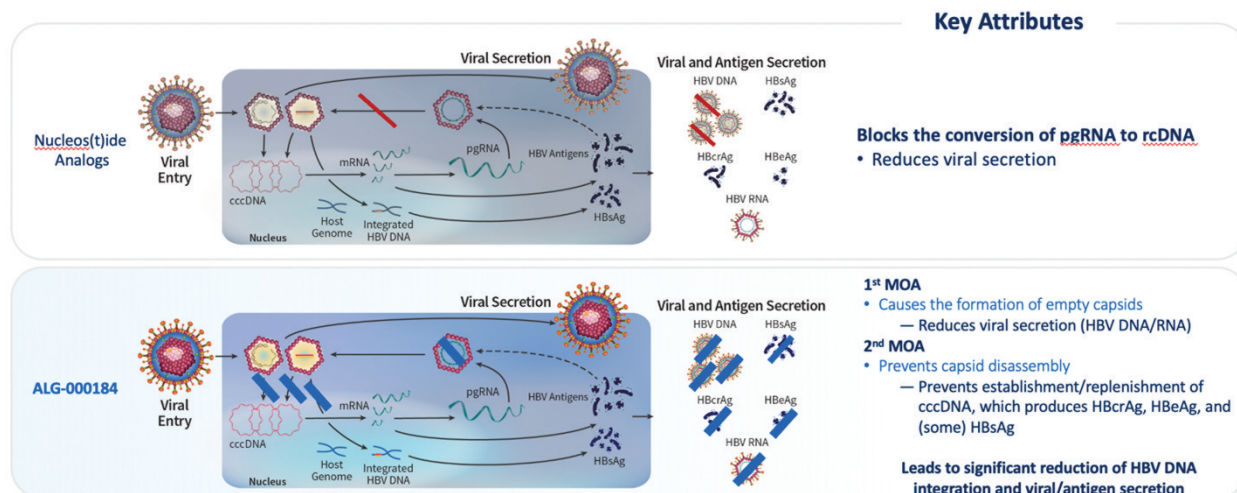 Key Attributes
Viral Secretion
Viral and Antigen Secretion
HBV DNA
HBsAg
Nucleos(t)ide
Analogs
Viral
Entry
mRNA
pgRNA
HBV Antigens
cccDNA
Host
Genome
Integrated
HBV DNA
HBsAg
Nucleus
HBcrAg
HBeAg
HBV RNA
Blocks the conversion of pgRNA to rcDNA
• Reduces viral secretion
Viral Secretion
Viral and Antigen Secretion
HBV DNA
HBsAg
ALG-000184
Viral
Entry
mRNA
pgRNA
HBV Antigens
cccDNA
Host
Genome
Integrated
HBV DNA
HBsAg
Nucleus
HBcrAg
HBeAg
HBV RNA
1st MOA
• Causes the formation of empty capsids
— Reduces viral secretion (HBV DNA/RNA)
2nd MOA
• Prevents capsid disassembly
— Prevents establishment/replenishment of
cccDNA, which produces HBcrAg, HBeAg, and
(some) HBsAg
Leads to significant reduction of HBV DNA
integration and viral/antigen secretion